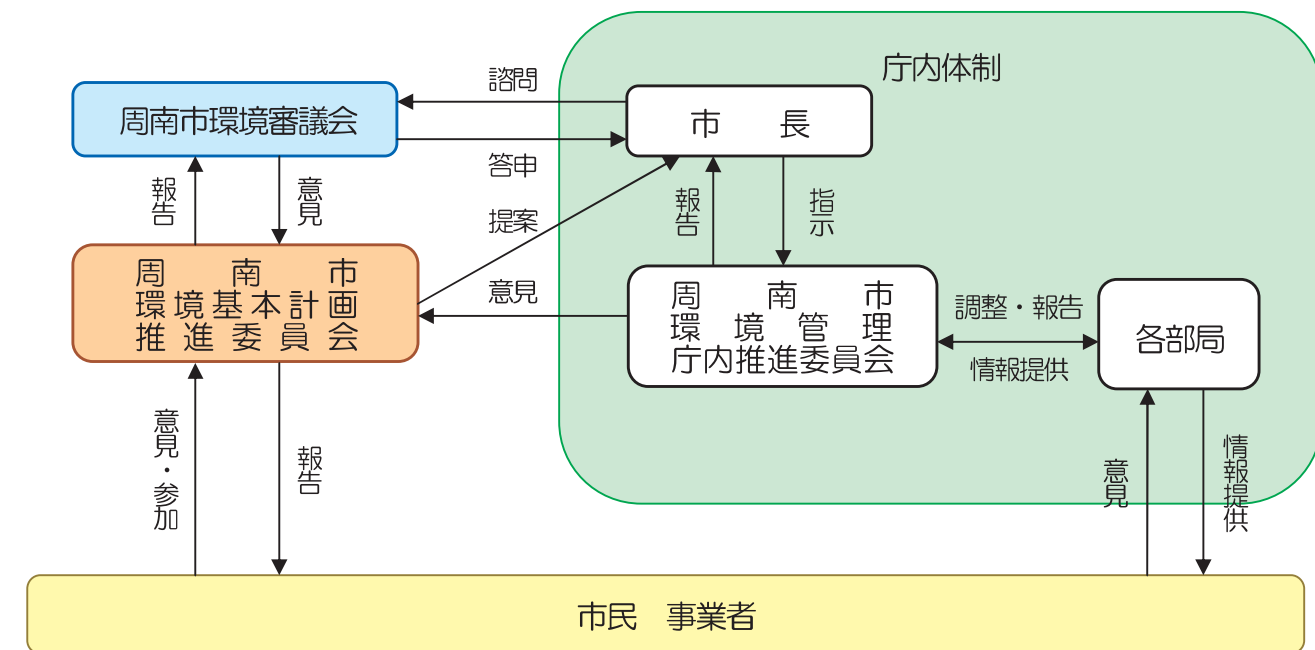 庁内体制
諮問
周南市環境審議会
市　長
答申
報告
意見
提案
報告
指示
周南市
環境基本計画
推進委員会
意見
周南市
環境管理
庁内推進委員会
調整・報告
情報提供
各部局
意見・参加
報告
意見
情報提供
市民　事業者